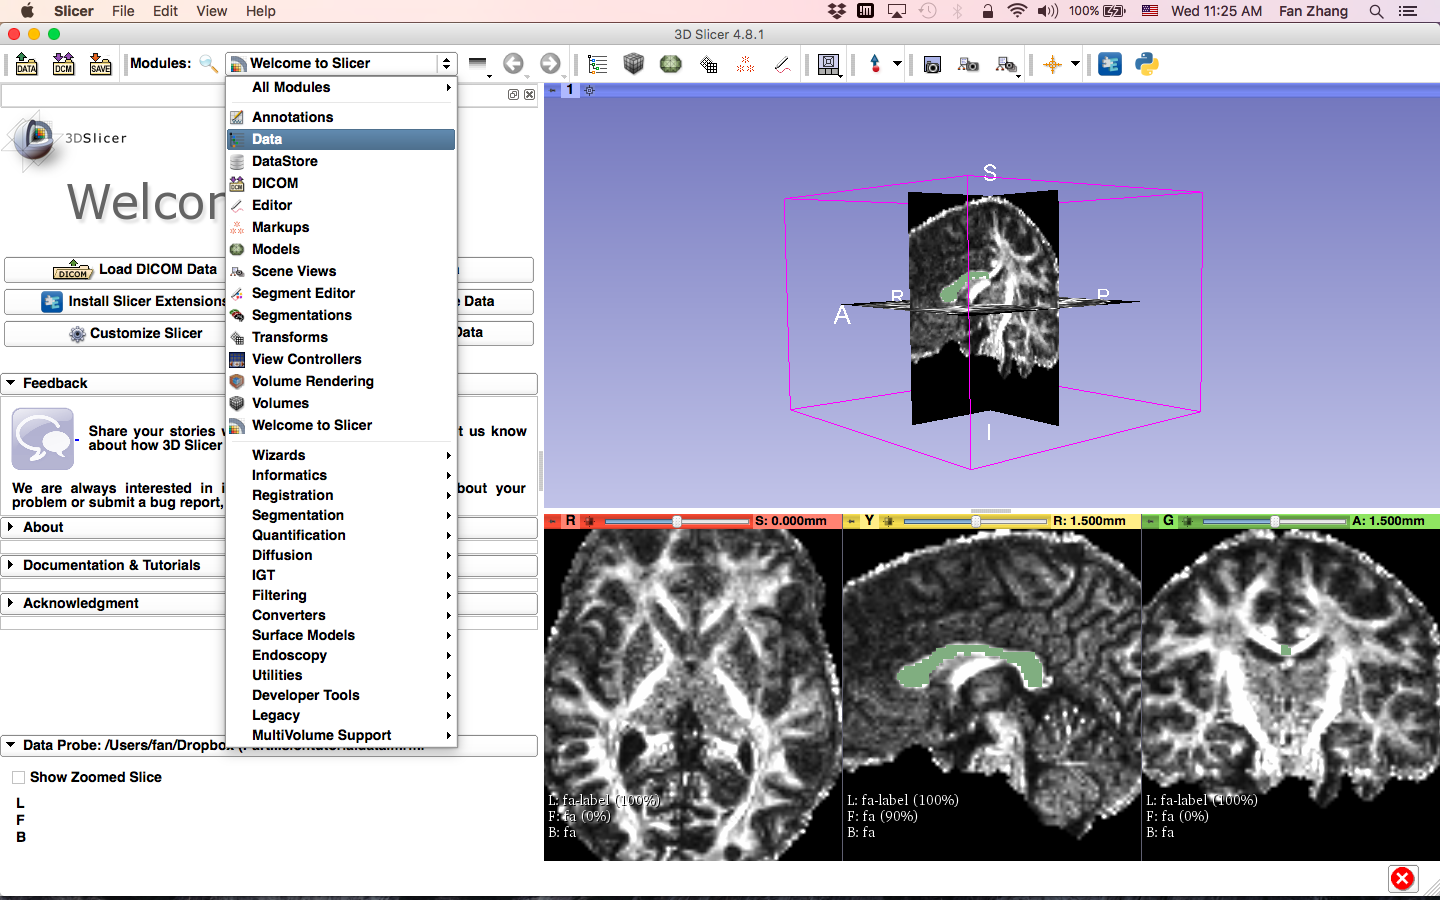 Slicer File Edit View Help 100% Wed 11:25 AM Fan Zhang
3D Slicer 4.8.1
DATA DCM SAVE Modules: Welcome to Slicer
1
3DSlicer
Welcom
Load DICOM Data
DICOM
Install Slicer Extensions
e Data
Customize Slicer
Data
Feedback
Share your stories w
t us know
about how 3D Slicer
We are always interested in i
bout your
problem or submit a bug report,
About
Documentation & Tutorials
Acknowledgment
Data Probe: /Users/fan/Dropbox
Show Zoomed Slice
L
F
B
All Modules
Annotations
Data
DataStore
DICOM
Editor
Markups
Models
Scene Views
Segment Editor
Segmentations
Transforms
View Controllers
Volume Rendering
Volumes
Welcome to Slicer
Wizards
Informatics
Registration
Segmentation
Quantification
Diffusion
IGT
Filtering
Converters
Surface Models
Endoscopy
Utilities
Developer Tools
Legacy
MultiVolume Support
S
R
P
A
I
R S: 0.000mm
L: fa-label (100%)
F: fa (0%)
B: fa
Y R: 1.500mm
L: fa-label (100%)
F: fa (90%)
B: fa
G A: 1.500mm
L: fa-label (100%)
F: fa (0%)
B: fa